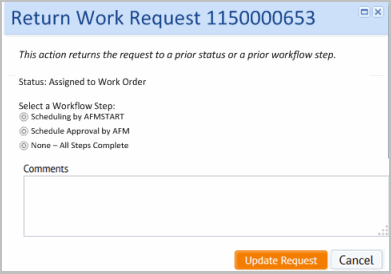 Return Work Request 1150000653
This action returns the request to a prior status or a prior workflow step.
Status: Assigned to Work Order
Select a Workflow Step:
Scheduling by AFMSTART
Schedule Approval by AFM
None – All Steps Complete
Comments
Update Request Cancel